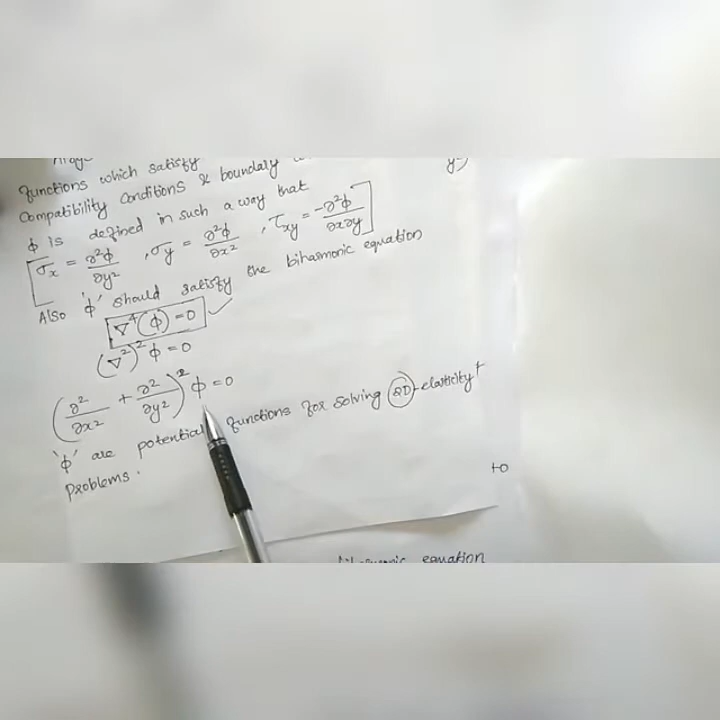 functions which satisfy
Compatibility Conditions & boundary
y)
ϕ is defined in such a way that
[σx = ∂²ϕ/∂y² , σy = ∂²ϕ/∂x² , τxy = -∂²ϕ/∂x∂y]
Also 'ϕ' should satisfy the biharmonic equation
∇⁴(ϕ) = 0 ✓
(∇²)² ϕ = 0
(∂²/∂x² + ∂²/∂y²)² ϕ = 0
'ϕ' are potential functions for solving 2D-elasticity
Problems.
to
equation